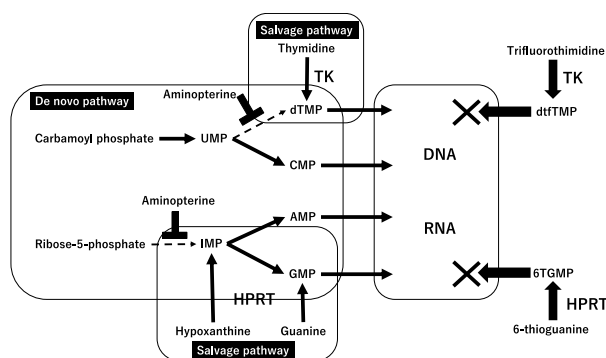 Salvage pathway
Thymidine
TK
Trifluorothimidine
TK
Aminopterine
De novo pathway
dTMP
dtfTMP
Carbamoyl phosphate
UMP
DNA
CMP
Aminopterine
AMP
RNA
Ribose-5-phosphate
IMP
GMP
6TGMP
HPRT
HPRT
Hypoxanthine
Guanine
6-thioguanine
Salvage pathway